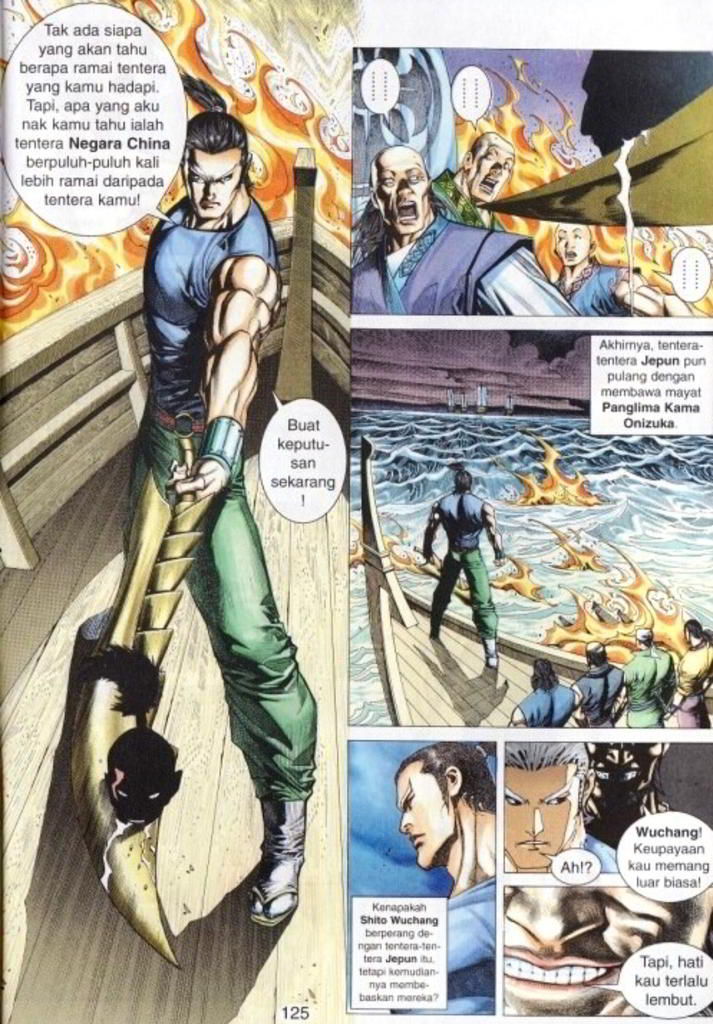 Tak ada siapa
yang akan tahu
berapa ramai tentera
yang kamu hadapi.
Tapi, apa yang aku
nak kamu tahu ialah
tentera Negara China
berpuluh-puluh kali
lebih ramai daripada
tentera kamu!
Buat
keputu-
san
sekarang
!
.......
.......
.......
Akhirnya, tentera-
tentera Jepun pun
pulang dengan
membawa mayat
Panglima Kama
Onizuka.
Kenapakah
Shito Wuchang
berperang de-
ngan tentera-ten-
tera Jepun itu,
tetapi kemudian-
nya membe-
baskan mereka?
Ah!?
Wuchang!
Keupayaan
kau memang
luar biasa!
Tapi, hati
kau terlalu
lembut.
125